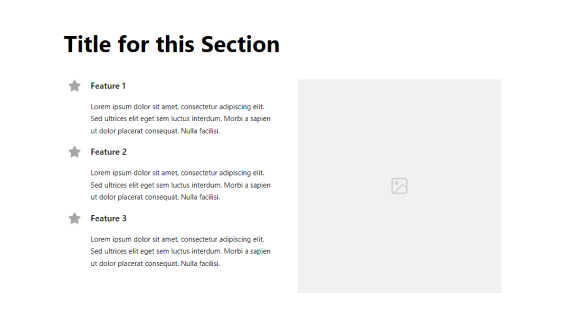 Title for this Section
Feature 1
Lorem ipsum dolor sit amet, consectetur adipiscing elit.
Sed ultrices elit eget sem luctus interdum. Morbi a sapien
ut dolor placerat consequat. Nulla facilisi.
Feature 2
Lorem ipsum dolor sit amet, consectetur adipiscing elit.
Sed ultrices elit eget sem luctus interdum. Morbi a sapien
ut dolor placerat consequat. Nulla facilisi.
Feature 3
Lorem ipsum dolor sit amet, consectetur adipiscing elit.
Sed ultrices elit eget sem luctus interdum. Morbi a sapien
ut dolor placerat consequat. Nulla facilisi.